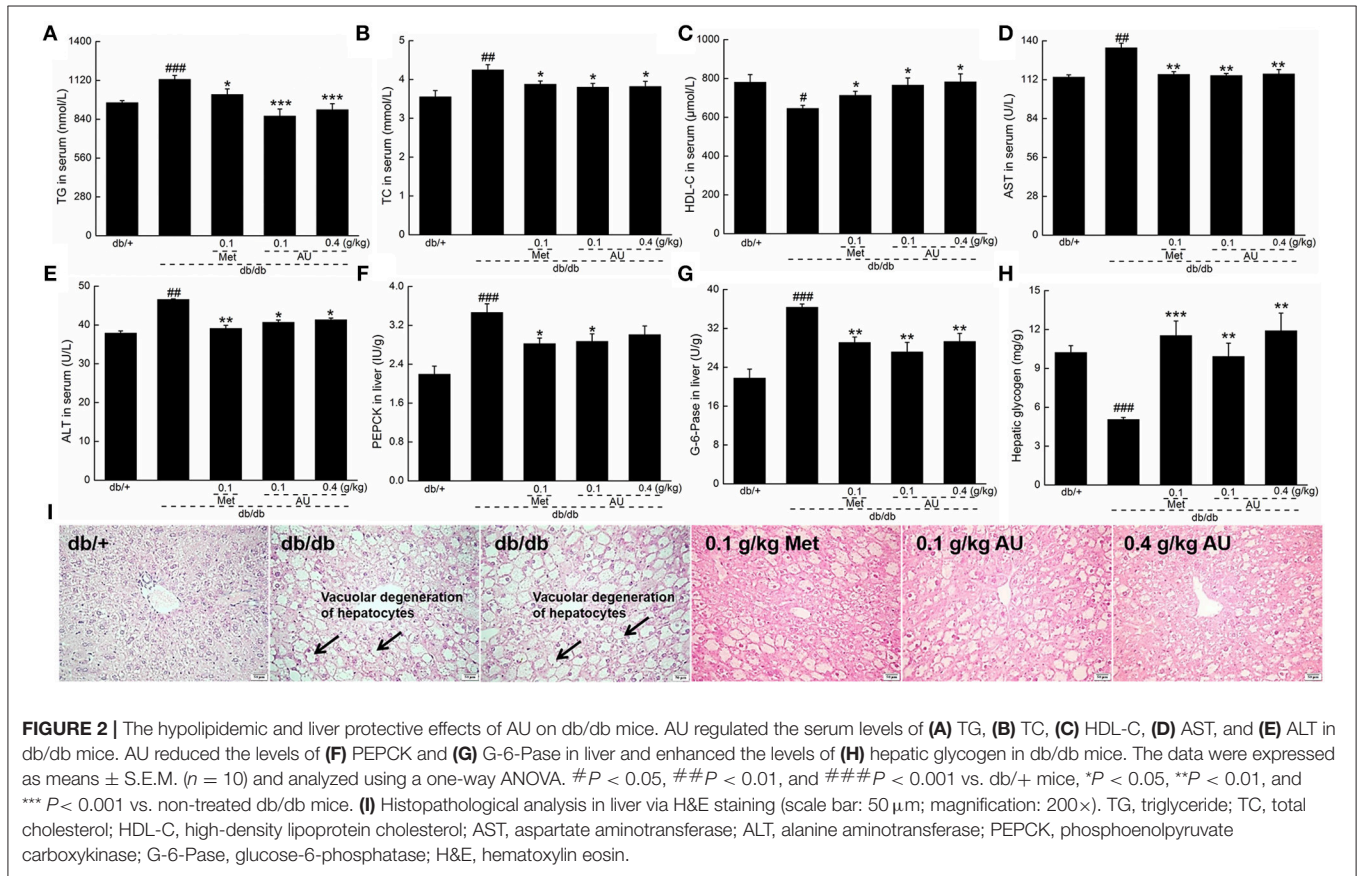 A
TG in serum (nmol/L)
1400
1120
840
560
280
0
###
*
***
***
db/+
0.1
0.1
0.4 (g/kg)
Met
AU
db/db
B
TC in serum (mmol/L)
5
4
3
2
1
0
##
*
*
*
db/+
0.1
0.1
0.4 (g/kg)
Met
AU
db/db
C
HDL-C in serum (μmol/L)
1000
800
600
400
200
0
#
*
*
*
db/+
0.1
0.1
0.4 (g/kg)
Met
AU
db/db
D
AST in serum (U/L)
140
112
84
56
28
0
##
**
**
**
db/+
0.1
0.1
0.4 (g/kg)
Met
AU
db/db
E
ALT in serum (U/L)
50
40
30
20
10
0
##
**
*
*
db/+
0.1
0.1
0.4 (g/kg)
Met
AU
db/db
F
PEPCK in liver (IU/g)
4.0
3.2
2.4
1.6
0.8
0.0
###
*
*
db/+
0.1
0.1
0.4 (g/kg)
Met
AU
db/db
G
G-6-Pase in liver (U/g)
40
32
24
16
8
0
###
**
**
**
db/+
0.1
0.1
0.4 (g/kg)
Met
AU
db/db
H
Hepatic glycogen (mg/g)
15
12
9
6
3
0
###
***
**
**
db/+
0.1
0.1
0.4 (g/kg)
Met
AU
db/db
I
db/+
db/db
Vacuolar degeneration
of hepatocytes
db/db
Vacuolar degeneration
of hepatocytes
0.1 g/kg Met
0.1 g/kg AU
0.4 g/kg AU
FIGURE 2 | The hypolipidemic and liver protective effects of AU on db/db mice. AU regulated the serum levels of (A) TG, (B) TC, (C) HDL-C, (D) AST, and (E) ALT in
db/db mice. AU reduced the levels of (F) PEPCK and (G) G-6-Pase in liver and enhanced the levels of (H) hepatic glycogen in db/db mice. The data were expressed
as means ± S.E.M. (n = 10) and analyzed using a one-way ANOVA. #P < 0.05, ##P < 0.01, and ###P < 0.001 vs. db/+ mice, *P < 0.05, **P < 0.01, and
*** P< 0.001 vs. non-treated db/db mice. (I) Histopathological analysis in liver via H&E staining (scale bar: 50 μm; magnification: 200×). TG, triglyceride; TC, total
cholesterol; HDL-C, high-density lipoprotein cholesterol; AST, aspartate aminotransferase; ALT, alanine aminotransferase; PEPCK, phosphoenolpyruvate
carboxykinase; G-6-Pase, glucose-6-phosphatase; H&E, hematoxylin eosin.